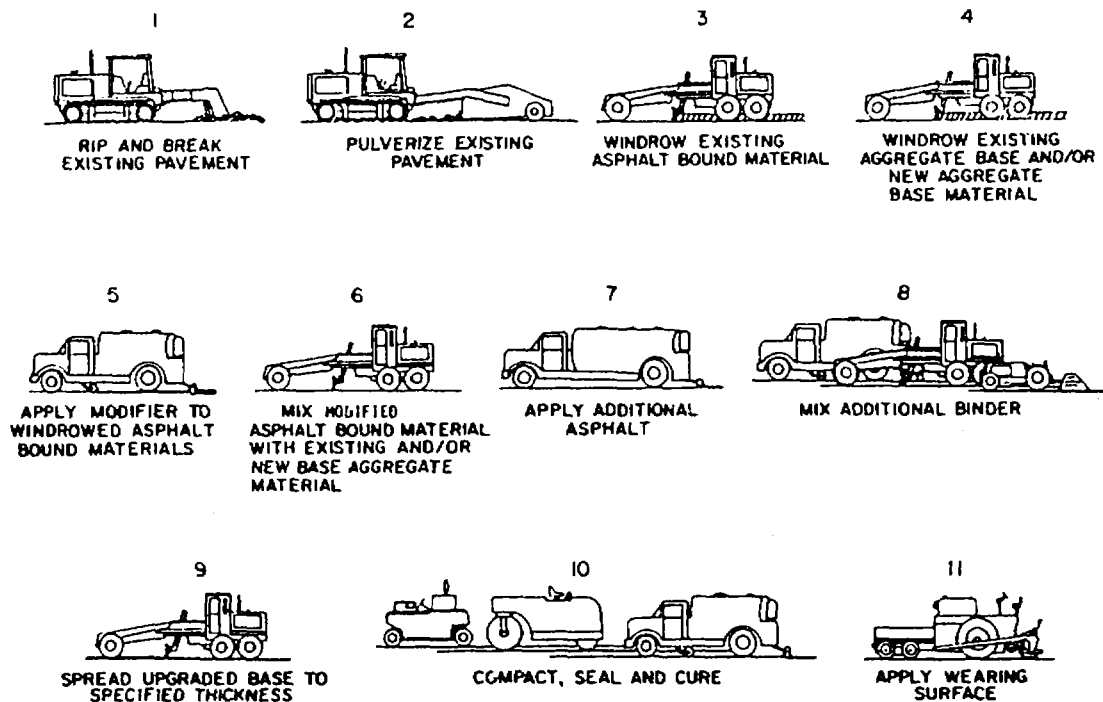 1
RIP AND BREAK
EXISTING PAVEMENT
2
PULVERIZE EXISTING
PAVEMENT
3
WINDROW EXISTING
ASPHALT BOUND MATERIAL
4
WINDROW EXISTING
AGGREGATE BASE AND/OR
NEW AGGREGATE
BASE MATERIAL
5
APPLY MODIFIER TO
WINDROWED ASPHALT
BOUND MATERIALS
6
MIX MODIFIED
ASPHALT BOUND MATERIAL
WITH EXISTING AND/OR
NEW BASE AGGREGATE
MATERIAL
7
APPLY ADDITIONAL
ASPHALT
8
MIX ADDITIONAL BINDER
9
SPREAD UPGRADED BASE TO
SPECIFIED THICKNESS
10
COMPACT, SEAL AND CURE
11
APPLY WEARING
SURFACE